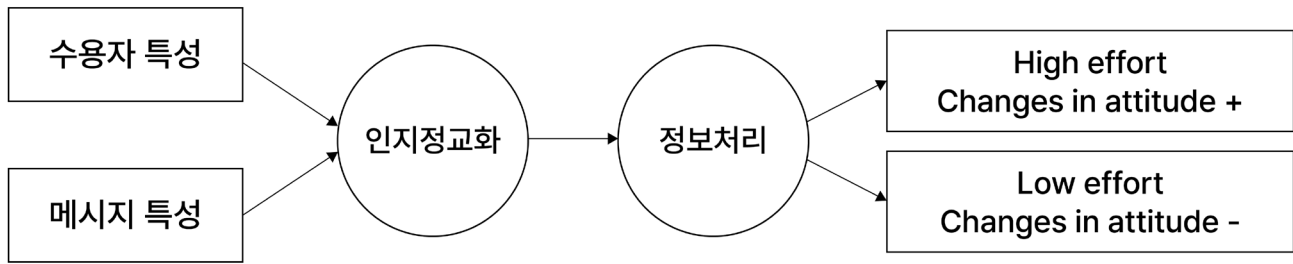 수용자 특성
메시지 특성
인지정교화
정보처리
High effort
Changes in attitude +
Low effort
Changes in attitude -